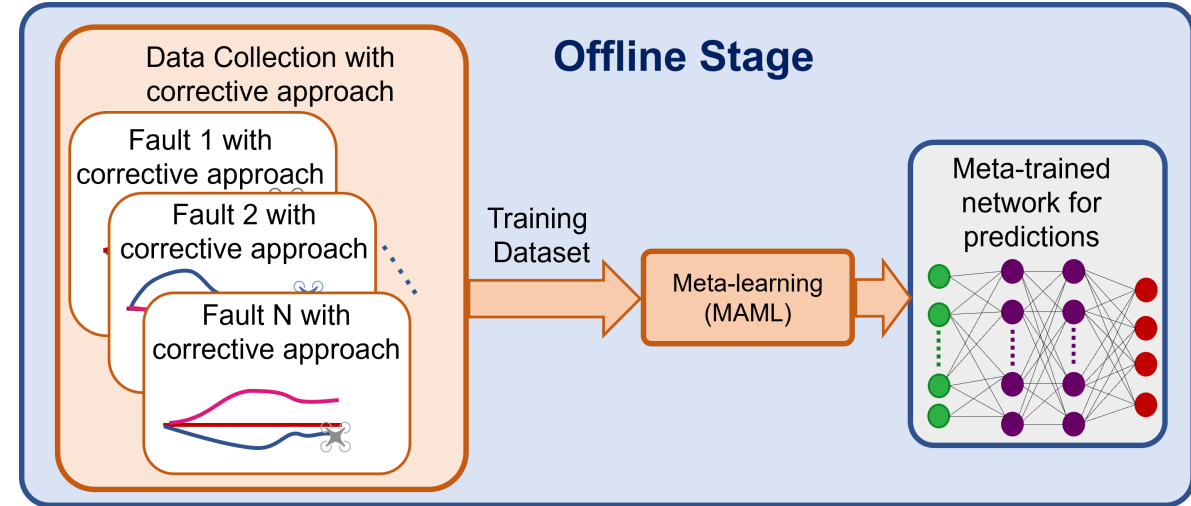 Offline Stage
Data Collection with
corrective approach
Fault 1 with
corrective approach
Fault 2 with
corrective approach
Fault N with
corrective approach
Training
Dataset
Meta-learning
(MAML)
Meta-trained
network for
predictions